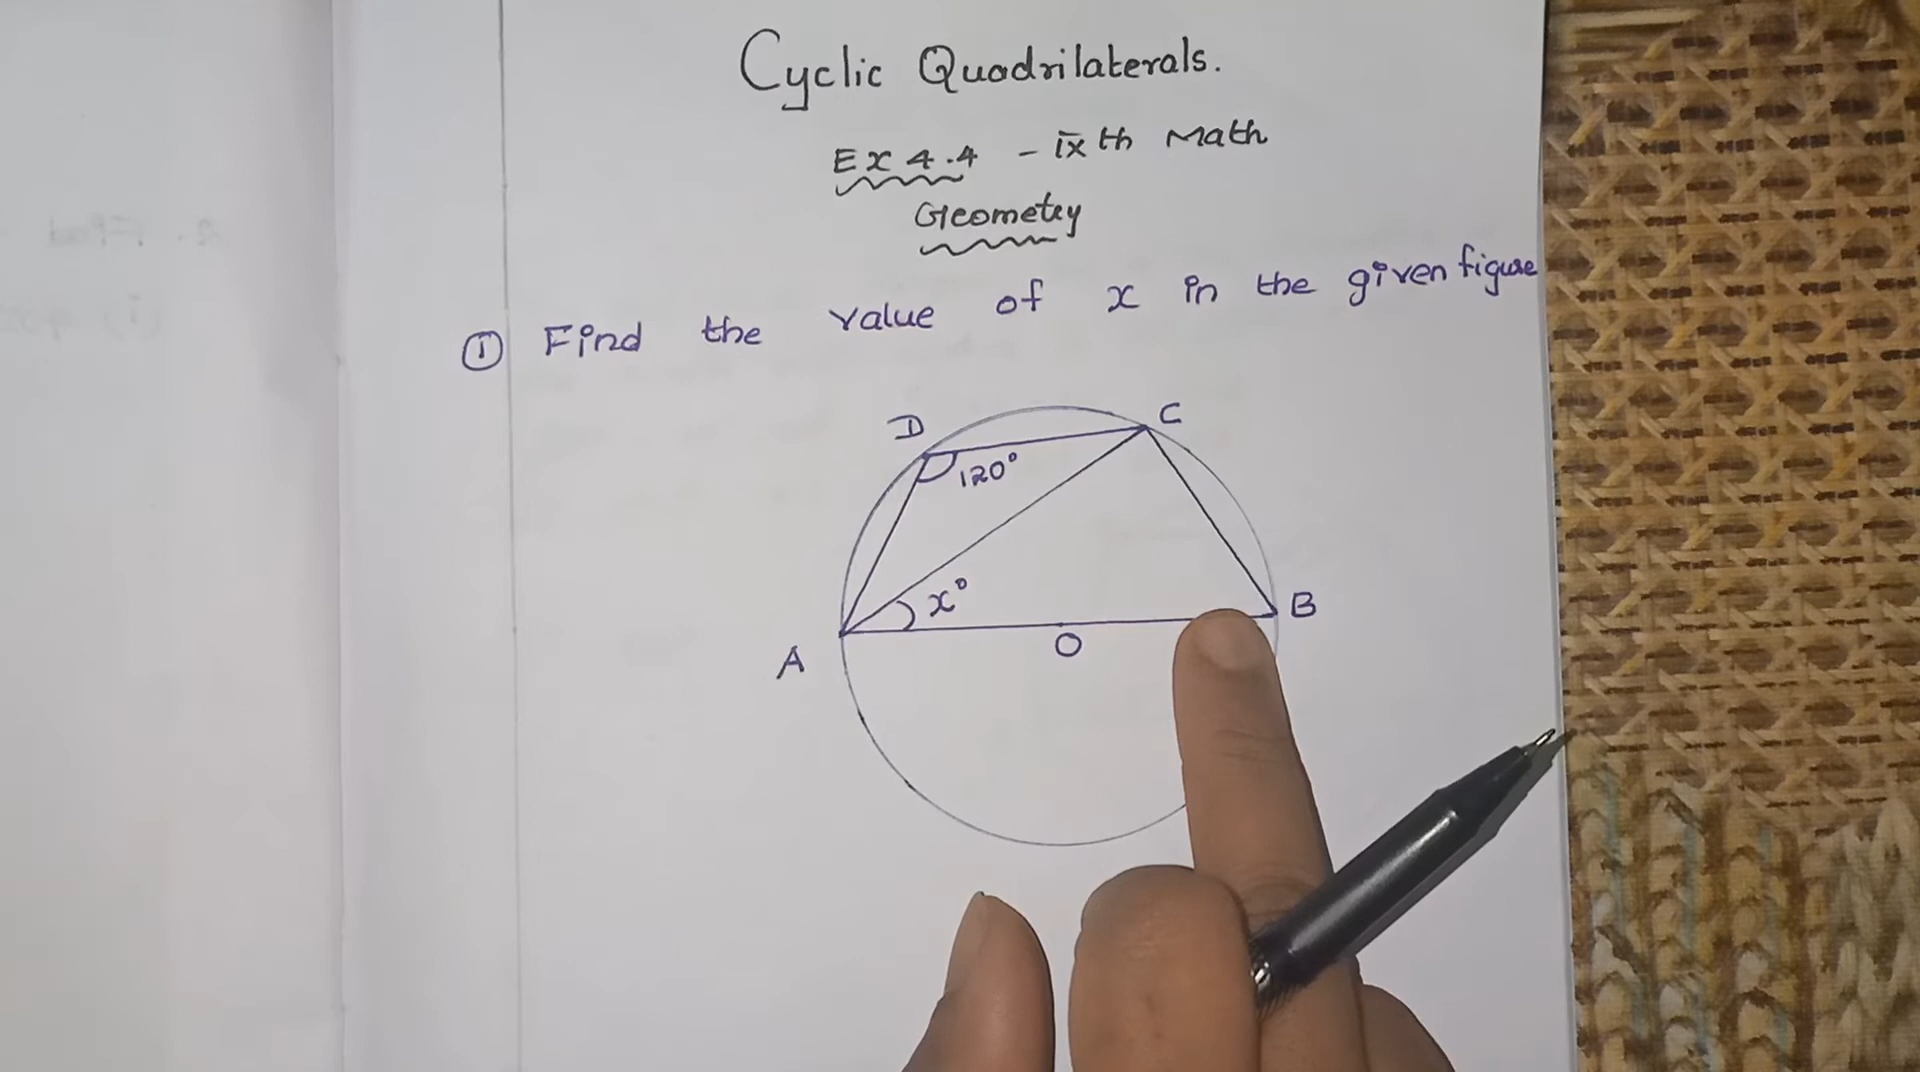 Cyclic Quadrilaterals.
Ex 4.4 - ixth Math
Geometry
① Find the value of x in the given figure
D C
120°
x°
A O B